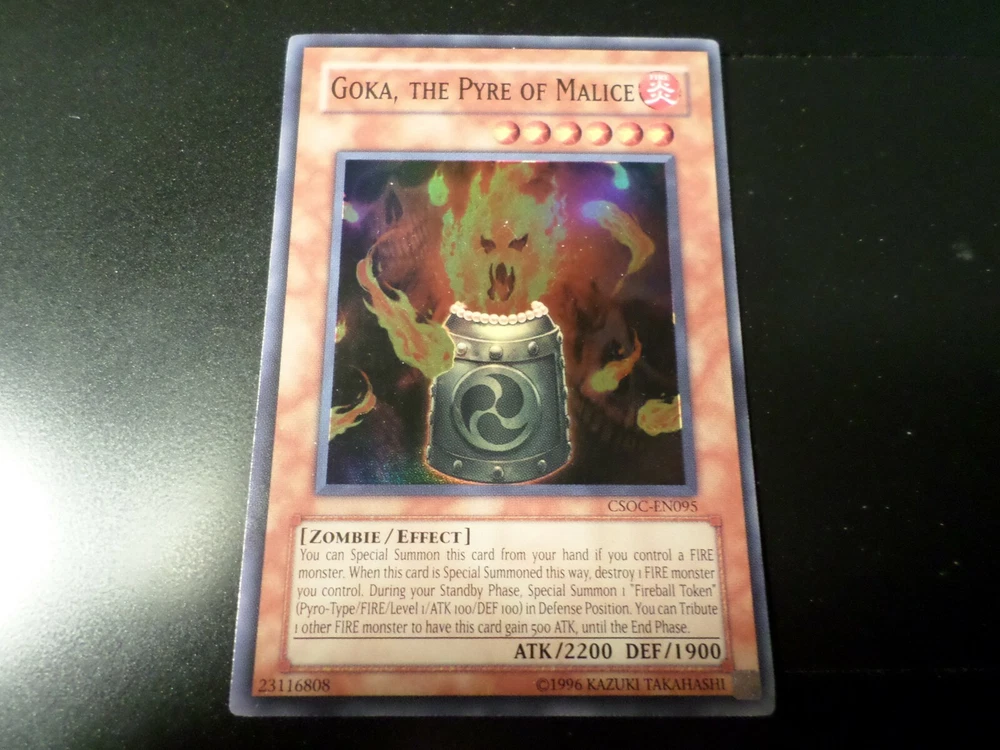 GOKA, THE PYRE OF MALICE
FIRE
炎
CSOC-EN095
[ZOMBIE/EFFECT]
You can Special Summon this card from your hand if you control a FIRE
monster. When this card is Special Summoned this way, destroy 1 FIRE monster
you control. During your Standby Phase, Special Summon 1 "Fireball Token"
(Pyro-Type/FIRE/Level 1/ATK 100/DEF 100) in Defense Position. You can Tribute
1 other FIRE monster to have this card gain 500 ATK, until the End Phase.
ATK/2200 DEF/1900
23116808
©1996 KAZUKI TAKAHASHI